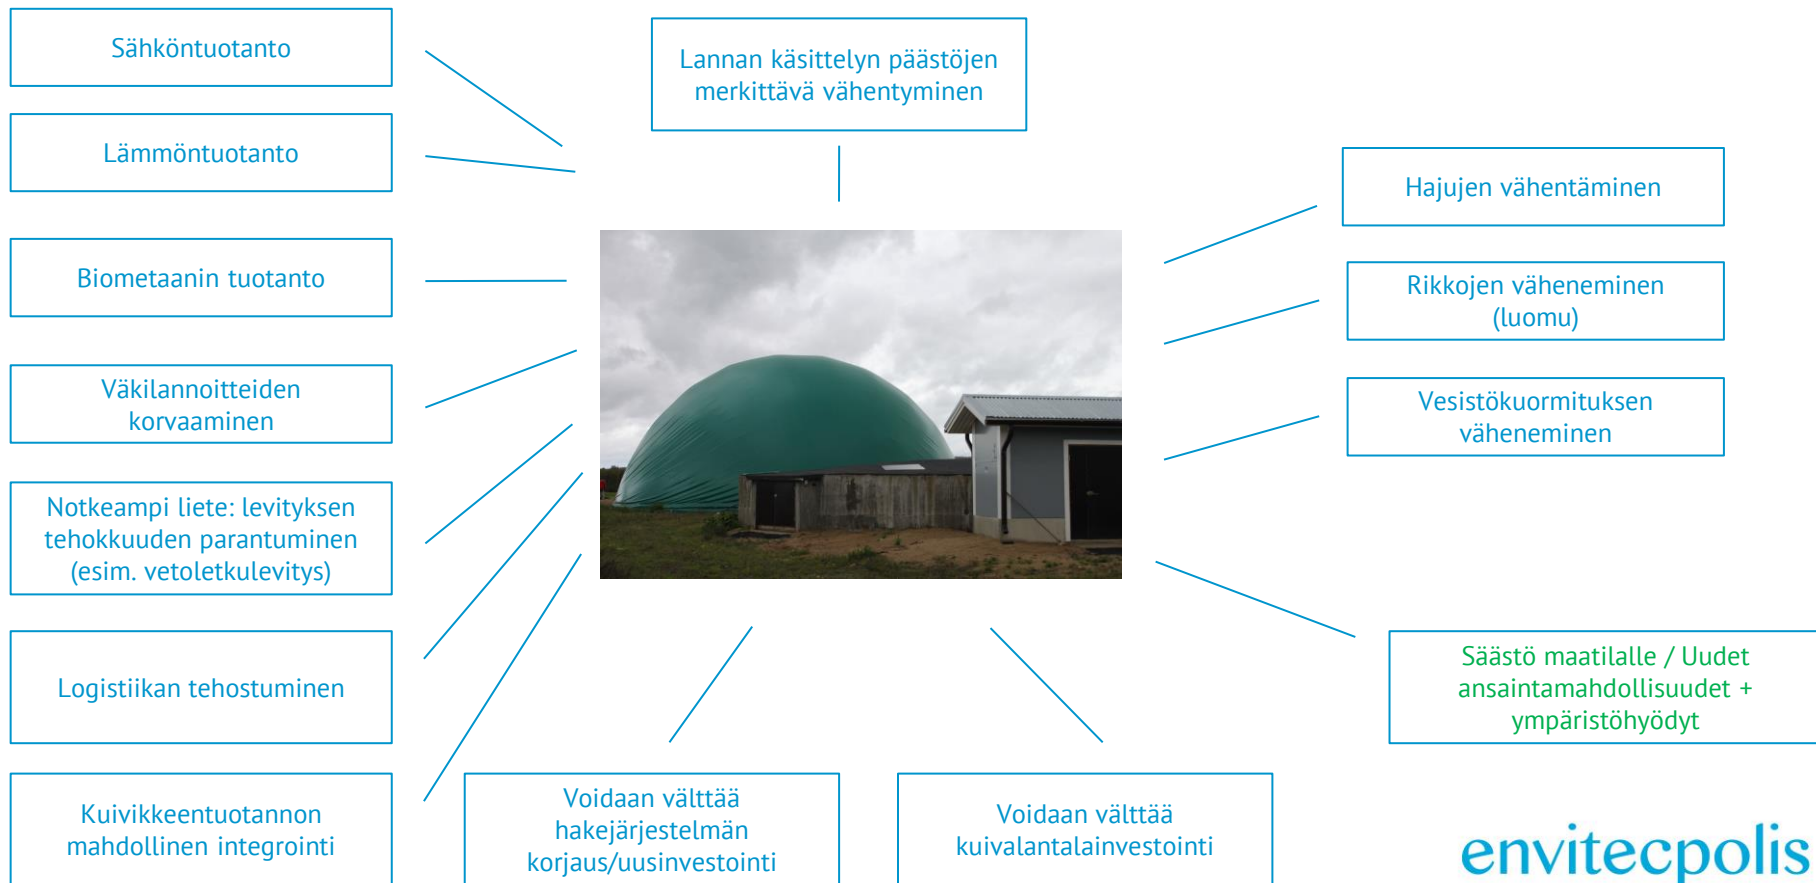 Sähköntuotanto
Lannan käsittelyn päästöjen
merkittävä vähentyminen
Lämmöntuotanto
Hajujen vähentäminen
Biometaanin tuotanto
Rikkojen väheneminen
(luomu)
Väkilannoitteiden
korvaaminen
Vesistökuormituksen
väheneminen
Notkeampi liete: levityksen
tehokkuuden parantuminen
(esim. vetoletkulevitys)
Logistiikan tehostuminen
Säästö maatilalle / Uudet
ansaintamahdollisuudet +
ympäristöhyödyt
Kuivikkeentuotannon
mahdollinen integrointi
Voidaan välttää
hakejärjestelmän
korjaus/uusinvestointi
Voidaan välttää
kuivalantalainvestointi
envitecpolis